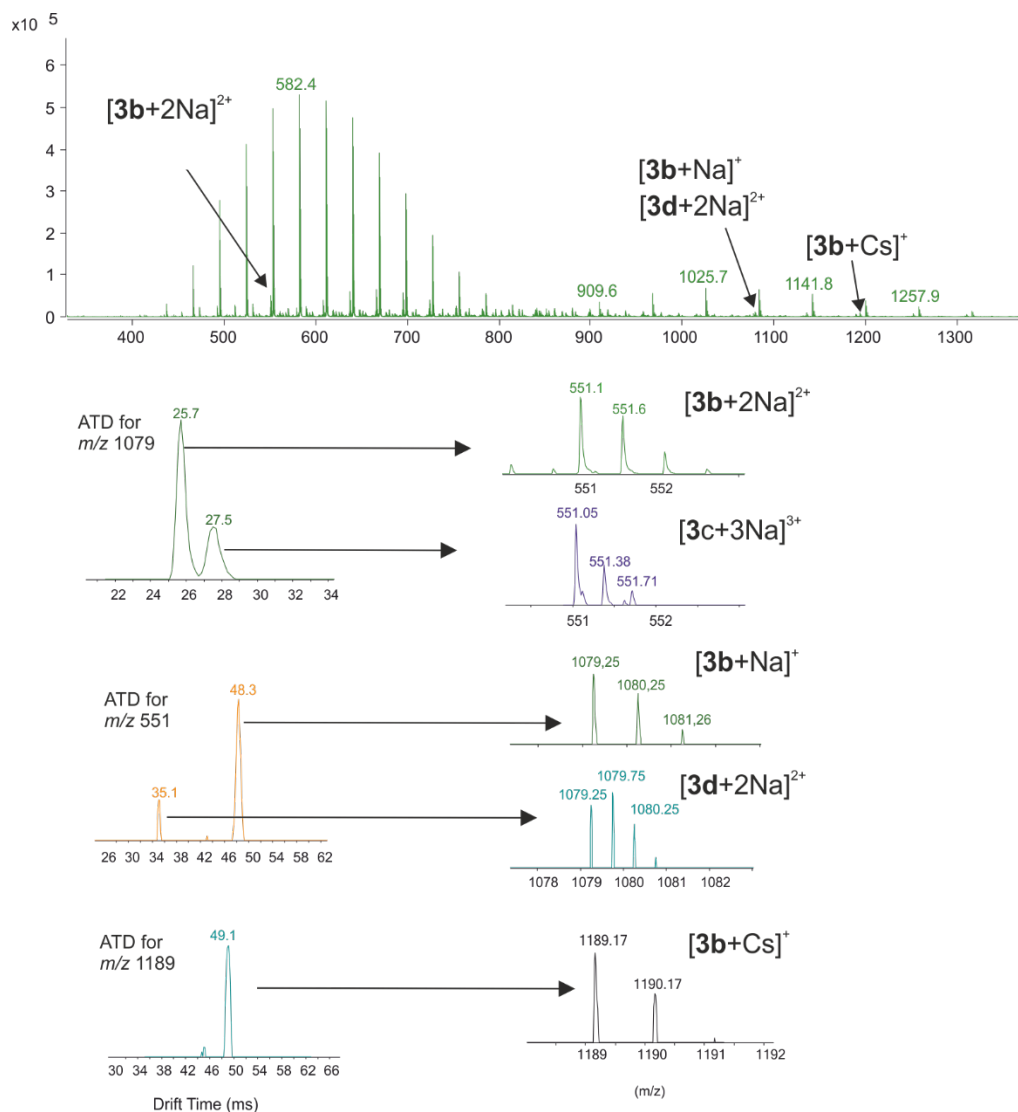 x10 5
6
5
4
3
2
1
0
582.4
[3b+2Na]2+
[3b+Na]+
[3d+2Na]2+
[3b+Cs]+
909.6
1025.7
1141.8
1257.9
400 500 600 700 800 900 1000 1100 1200 1300
ATD for
m/z 1079
25.7
27.5
22 24 26 28 30 32 34
551.1
551.6
[3b+2Na]2+
551 552
551.05
551.38
551.71
[3c+3Na]3+
551 552
ATD for
m/z 551
48.3
35.1
26 30 34 38 42 46 50 54 58 62
1079,25
1080,25
1081,26
[3b+Na]+
1079.25
1079.75
1080.25
[3d+2Na]2+
1078 1079 1080 1081 1082
ATD for
m/z 1189
49.1
30 34 38 42 45 49 54 58 62 66
Drift Time (ms)
1189.17
1190.17
[3b+Cs]+
1189 1190 1191 1192
(m/z)